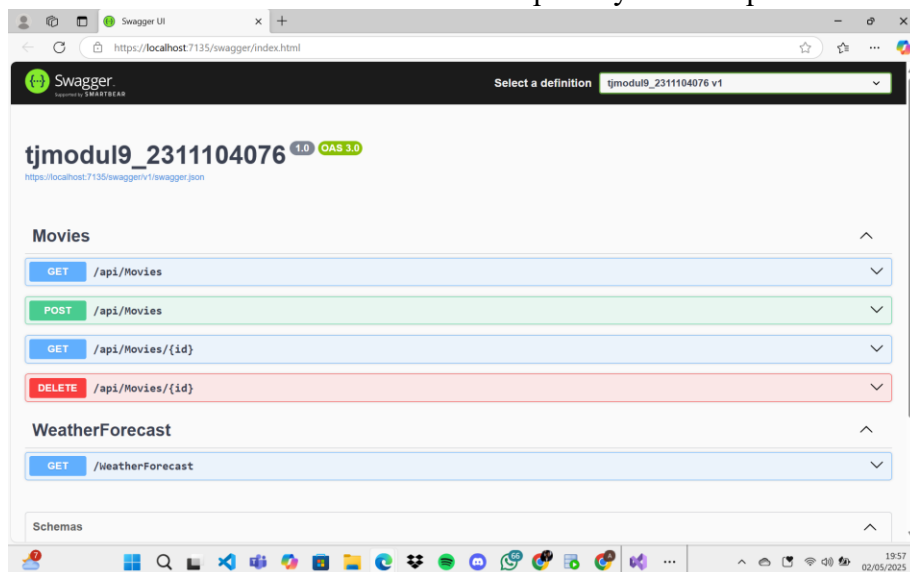 Swagger UI
https://localhost:7135/swagger/index.html
Swagger.
Supported by SMARTBEAR
Select a definition
tjmodul9_2311104076 v1
tjmodul9_2311104076 1.0 OAS 3.0
https://localhost:7135/swagger/v1/swagger.json
Movies
GET /api/Movies
POST /api/Movies
GET /api/Movies/{id}
DELETE /api/Movies/{id}
WeatherForecast
GET /WeatherForecast
Schemas
19:57
02/05/2025